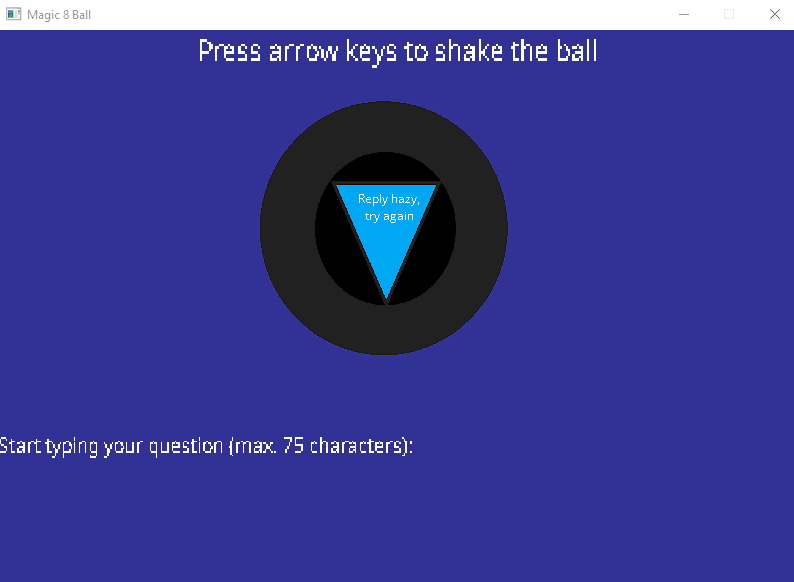 Magic 8 Ball
Press arrow keys to shake the ball
Reply hazy,
try again
Start typing your question (max. 75 characters):